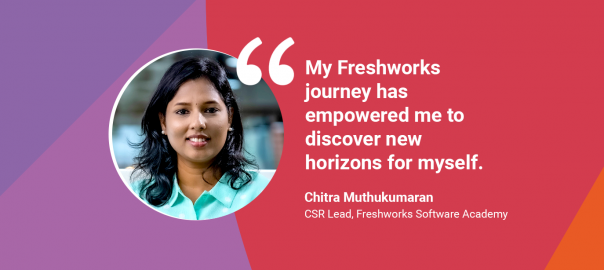 My Freshworks
journey has
empowered me to
discover new
horizons for myself.
Chitra Muthukumaran
CSR Lead, Freshworks Software Academy